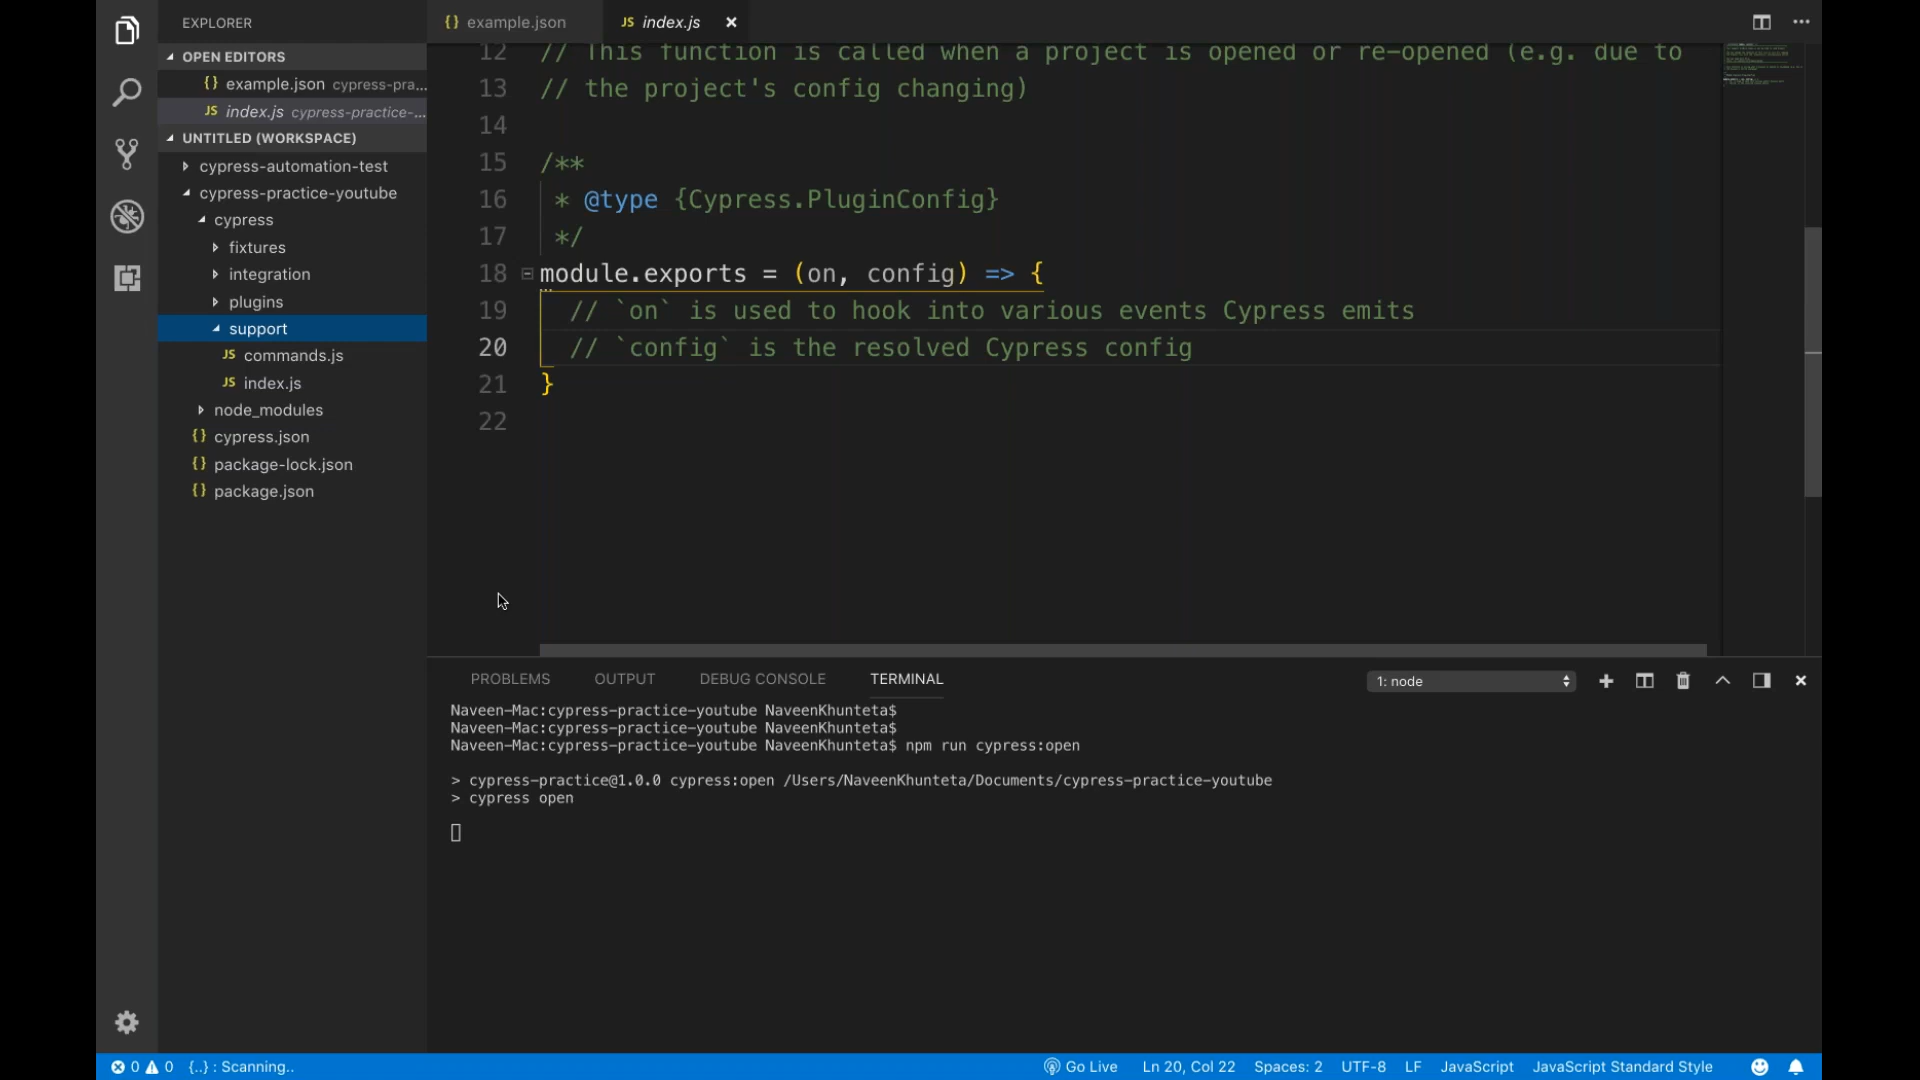 EXPLORER
OPEN EDITORS
{} example.json cypress-pra...
JS index.js cypress-practice-...
UNTITLED (WORKSPACE)
cypress-automation-test
cypress-practice-youtube
cypress
fixtures
integration
plugins
support
JS commands.js
JS index.js
node_modules
{} cypress.json
{} package-lock.json
{} package.json
{} example.json
JS index.js
12 // This function is called when a project is opened or re-opened (e.g. due to
13 // the project's config changing)
14
15 /**
16 * @type {Cypress.PluginConfig}
17 */
18 module.exports = (on, config) => {
19 // `on` is used to hook into various events Cypress emits
20 // `config` is the resolved Cypress config
21 }
22
PROBLEMS OUTPUT DEBUG CONSOLE TERMINAL 1: node
Naveen-Mac:cypress-practice-youtube NaveenKhunteta$
Naveen-Mac:cypress-practice-youtube NaveenKhunteta$
Naveen-Mac:cypress-practice-youtube NaveenKhunteta$ npm run cypress:open
> cypress-practice@1.0.0 cypress:open /Users/NaveenKhunteta/Documents/cypress-practice-youtube
> cypress open
0 0 {..} : Scanning.. Go Live Ln 20, Col 22 Spaces: 2 UTF-8 LF JavaScript JavaScript Standard Style